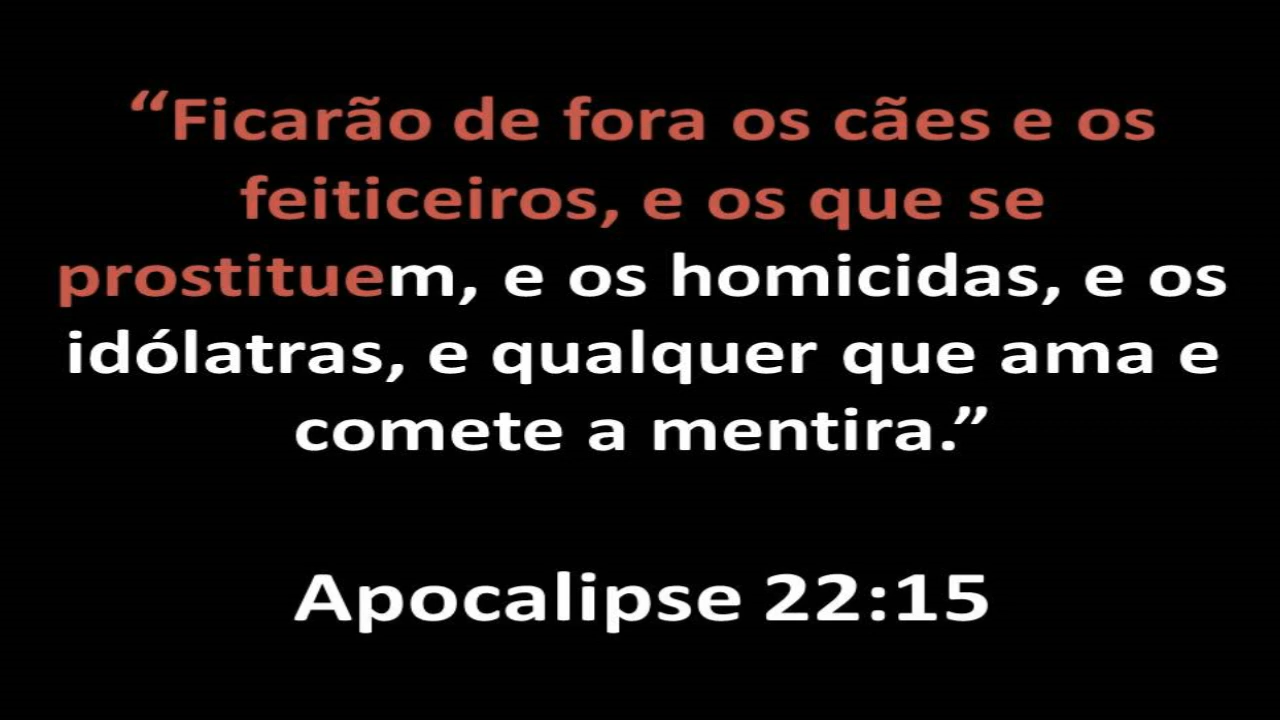 “Ficarão de fora os cães e os
feiticeiros, e os que se
prostituem, e os homicidas, e os
idólatras, e qualquer que ama e
comete a mentira.”
Apocalipse 22:15